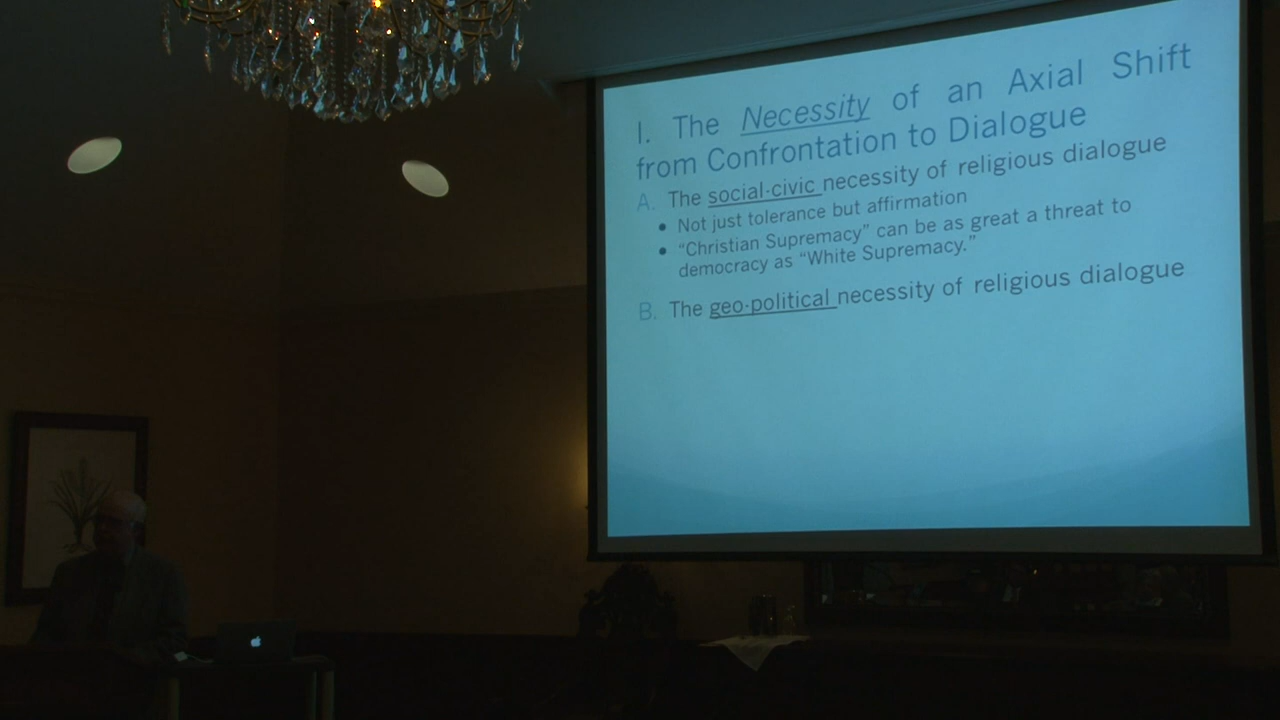 I. The Necessity of an Axial Shift
from Confrontation to Dialogue
A. The social-civic necessity of religious dialogue
• Not just tolerance but affirmation
• “Christian Supremacy” can be as great a threat to
democracy as “White Supremacy.”
B. The geo-political necessity of religious dialogue